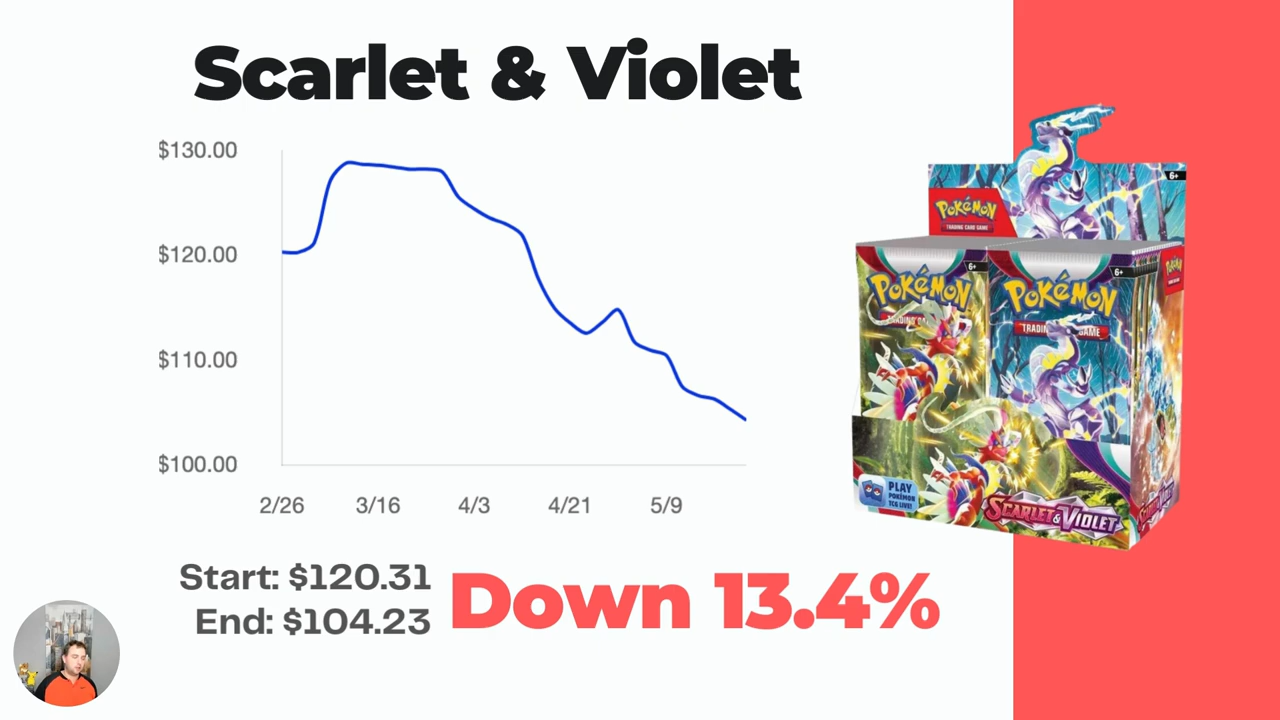 Scarlet & Violet
$130.00
$120.00
$110.00
$100.00
2/26 3/16 4/3 4/21 5/9
Start: $120.31
End: $104.23
Down 13.4%
6+
POKéMON
TRADING CARD GAME
6+
6+
POKéMON
POKéMON
PLAY
POKÉMON
TCG LIVE!
SCARLET & VIOLET